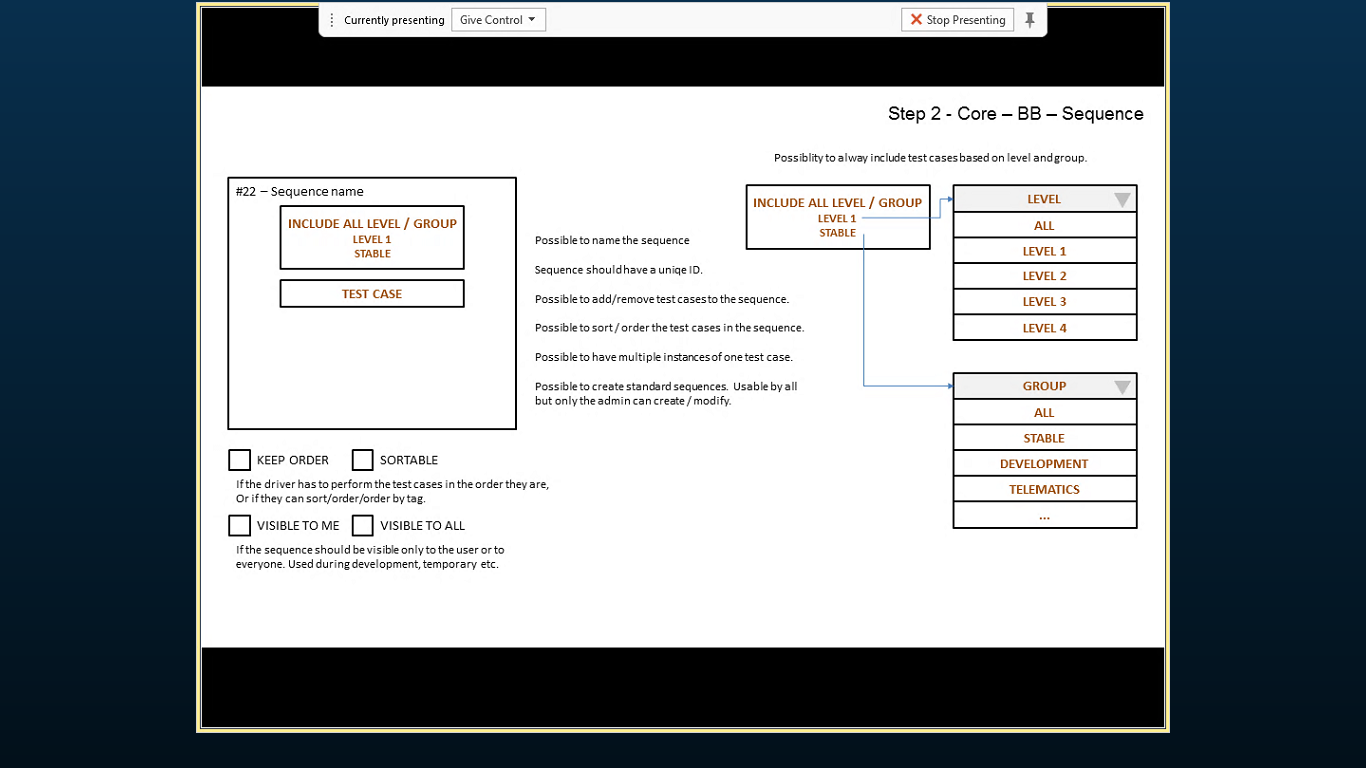 Currently presenting
Give Control
Stop Presenting
Step 2 - Core – BB – Sequence
Possiblity to alway include test cases based on level and group.
#22 – Sequence name
INCLUDE ALL LEVEL / GROUP
LEVEL 1
STABLE
TEST CASE
Possible to name the sequence
Sequence should have a uniqe ID.
Possible to add/remove test cases to the sequence.
Possible to sort / order the test cases in the sequence.
Possible to have multiple instances of one test case.
Possible to create standard sequences. Usable by all
but only the admin can create / modify.
INCLUDE ALL LEVEL / GROUP
LEVEL 1
STABLE
LEVEL
ALL
LEVEL 1
LEVEL 2
LEVEL 3
LEVEL 4
GROUP
ALL
STABLE
DEVELOPMENT
TELEMATICS
...
KEEP ORDER
SORTABLE
If the driver has to perform the test cases in the order they are,
Or if they can sort/order/order by tag.
VISIBLE TO ME
VISIBLE TO ALL
If the sequence should be visible only to the user or to
everyone. Used during development, temporary etc.